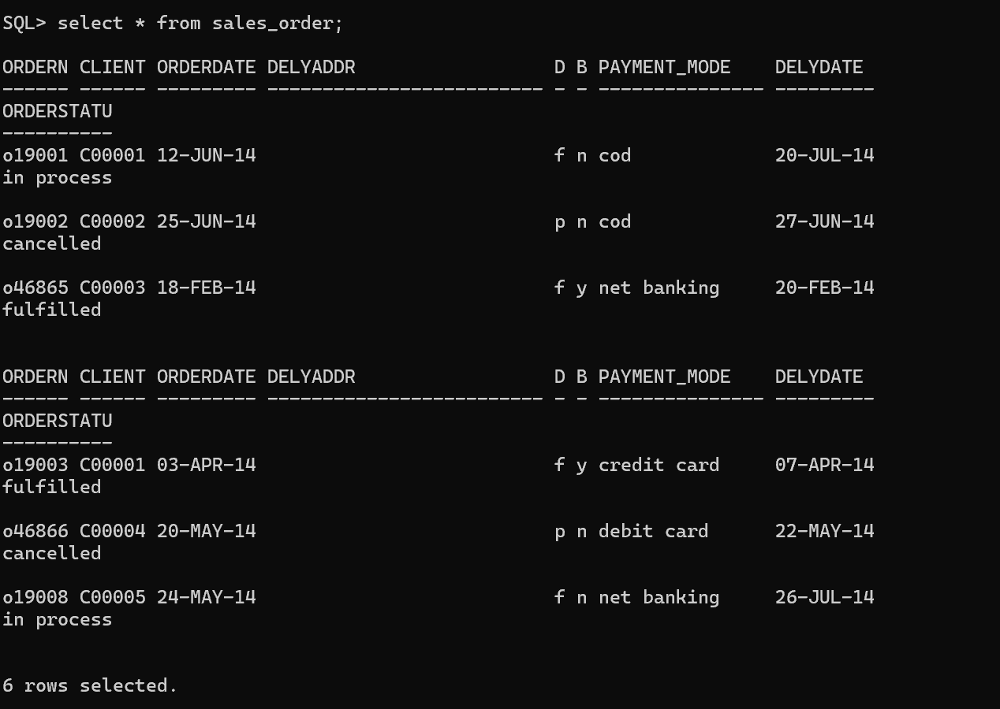 SQL> select * from sales_order;
ORDERN CLIENT ORDERDATE DELYADDR                  D B PAYMENT_MODE    DELYDATE
------ ------ --------- ------------------------- - - --------------- ---------
ORDERSTATU
----------
o19001 C00001 12-JUN-14                           f n cod             20-JUL-14
in process
o19002 C00002 25-JUN-14                           p n cod             27-JUN-14
cancelled
o46865 C00003 18-FEB-14                           f y net banking     20-FEB-14
fulfilled
ORDERN CLIENT ORDERDATE DELYADDR                  D B PAYMENT_MODE    DELYDATE
------ ------ --------- ------------------------- - - --------------- ---------
ORDERSTATU
----------
o19003 C00001 03-APR-14                           f y credit card     07-APR-14
fulfilled
o46866 C00004 20-MAY-14                           p n debit card      22-MAY-14
cancelled
o19008 C00005 24-MAY-14                           f n net banking     26-JUL-14
in process
6 rows selected.